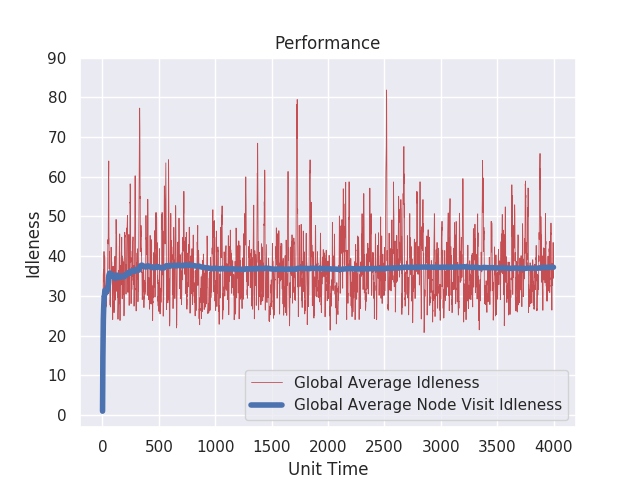 Performance
90
80
70
60
50
40
30
20
10
0
Idleness
0 500 1000 1500 2000 2500 3000 3500 4000
Unit Time
Global Average Idleness
Global Average Node Visit Idleness